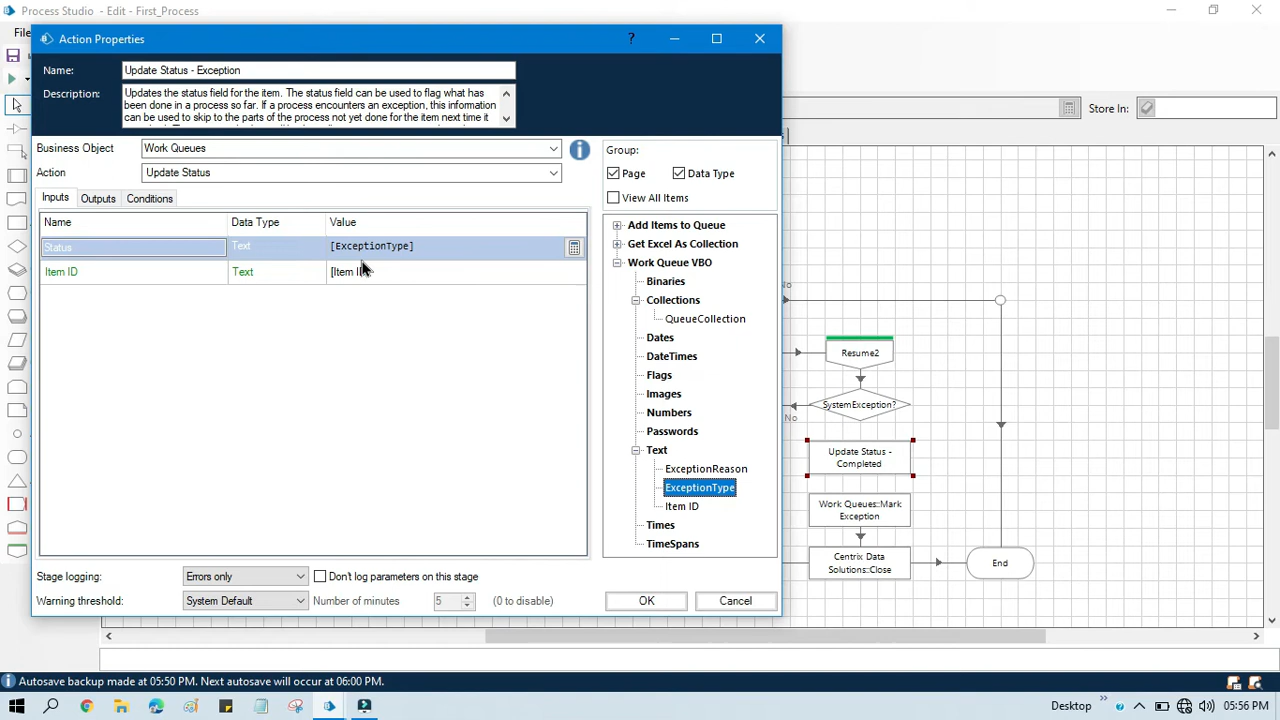 Process Studio - Edit - First_Process
File
Action Properties
?
Name:
Update Status - Exception
Description:
Updates the status field for the item. The status field can be used to flag what has
been done in a process so far. If a process encounters an exception, this information
can be used to skip to the parts of the process not yet done for the item next time it
Business Object
Work Queues
Action
Update Status
Inputs
Outputs
Conditions
Name
Data Type
Value
Status
Text
[ExceptionType]
Item ID
Text
[Item
Group:
Page
Data Type
View All Items
Add Items to Queue
Get Excel As Collection
Work Queue VBO
Binaries
Collections
QueueCollection
Dates
DateTimes
Flags
Images
Numbers
Passwords
Text
ExceptionReason
ExceptionType
Item ID
Times
TimeSpans
Stage logging:
Errors only
Don't log parameters on this stage
Warning threshold:
System Default
Number of minutes
5
(0 to disable)
OK
Cancel
Store In:
No
Resume2
SystemException?
No
Update Status -
Completed
Work Queues::Mark
Exception
Centrix Data
Solutions::Close
End
Autosave backup made at 05:50 PM. Next autosave will occur at 06:00 PM.
Desktop
05:56 PM